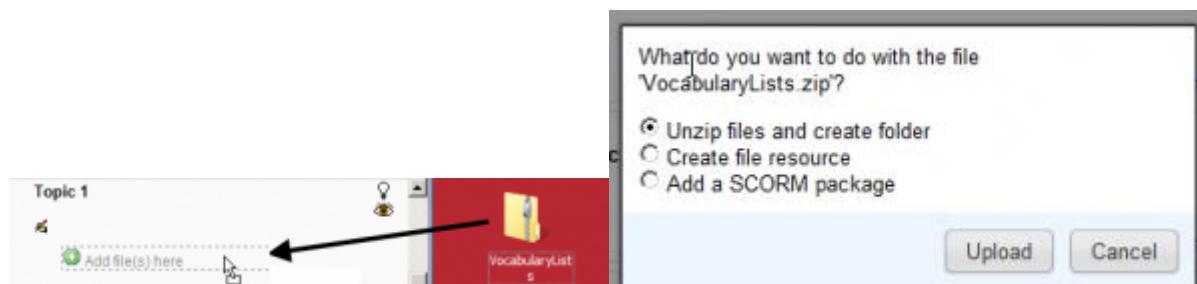 Topic 1
Add file(s) here
VocabularyList
s
What do you want to do with the file
'VocabularyLists.zip'?
Unzip files and create folder
Create file resource
Add a SCORM package
Upload
Cancel